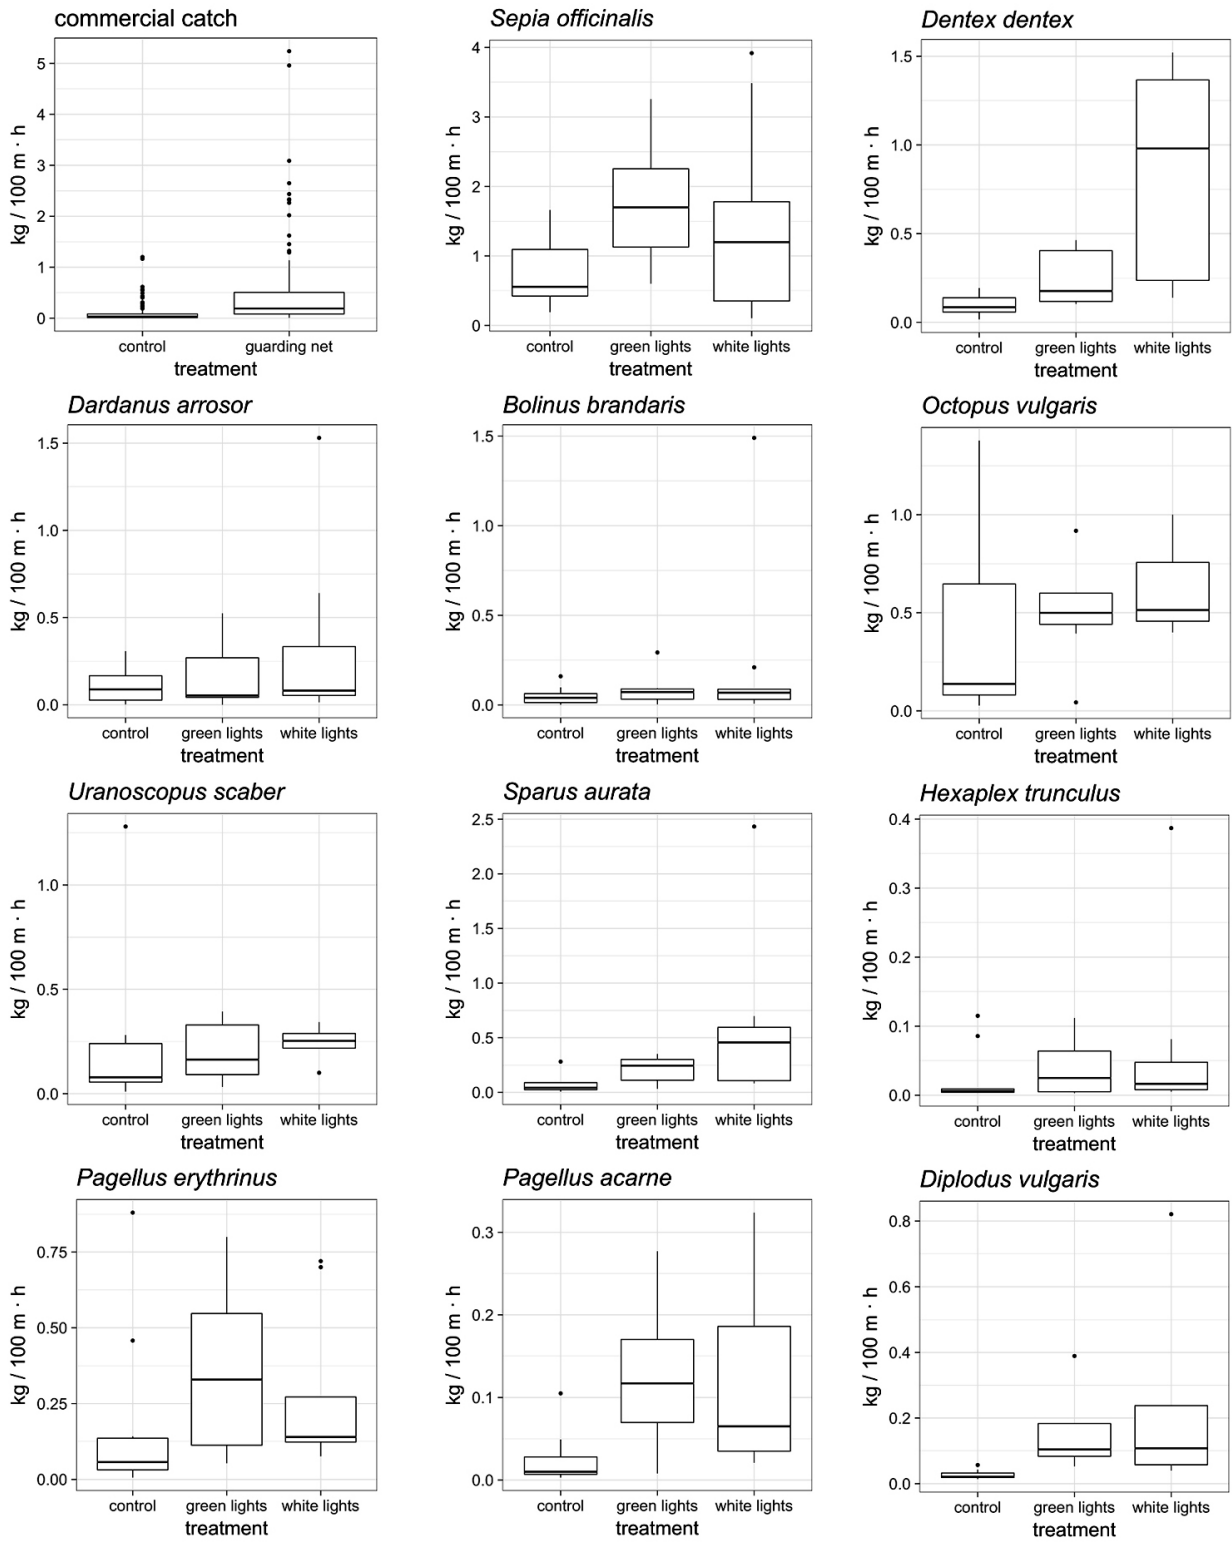 commercial catch
kg / 100 m · h
5
4
3
2
1
0
control guarding net
treatment
Sepia officinalis
kg / 100 m · h
4
3
2
1
0
control green lights white lights
treatment
Dentex dentex
kg / 100 m · h
1.5
1.0
0.5
0.0
control green lights white lights
treatment
Dardanus arrosor
kg / 100 m · h
1.5
1.0
0.5
0.0
control green lights white lights
treatment
Bolinus brandaris
kg / 100 m · h
1.5
1.0
0.5
0.0
control green lights white lights
treatment
Octopus vulgaris
kg / 100 m · h
1.0
0.5
0.0
control green lights white lights
treatment
Uranoscopus scaber
kg / 100 m · h
1.0
0.5
0.0
control green lights white lights
treatment
Sparus aurata
kg / 100 m · h
2.5
2.0
1.5
1.0
0.5
0.0
control green lights white lights
treatment
Hexaplex trunculus
kg / 100 m · h
0.4
0.3
0.2
0.1
0.0
control green lights white lights
treatment
Pagellus erythrinus
kg / 100 m · h
0.75
0.50
0.25
0.00
control green lights white lights
treatment
Pagellus acarne
kg / 100 m · h
0.3
0.2
0.1
0.0
control green lights white lights
treatment
Diplodus vulgaris
kg / 100 m · h
0.8
0.6
0.4
0.2
0.0
control green lights white lights
treatment